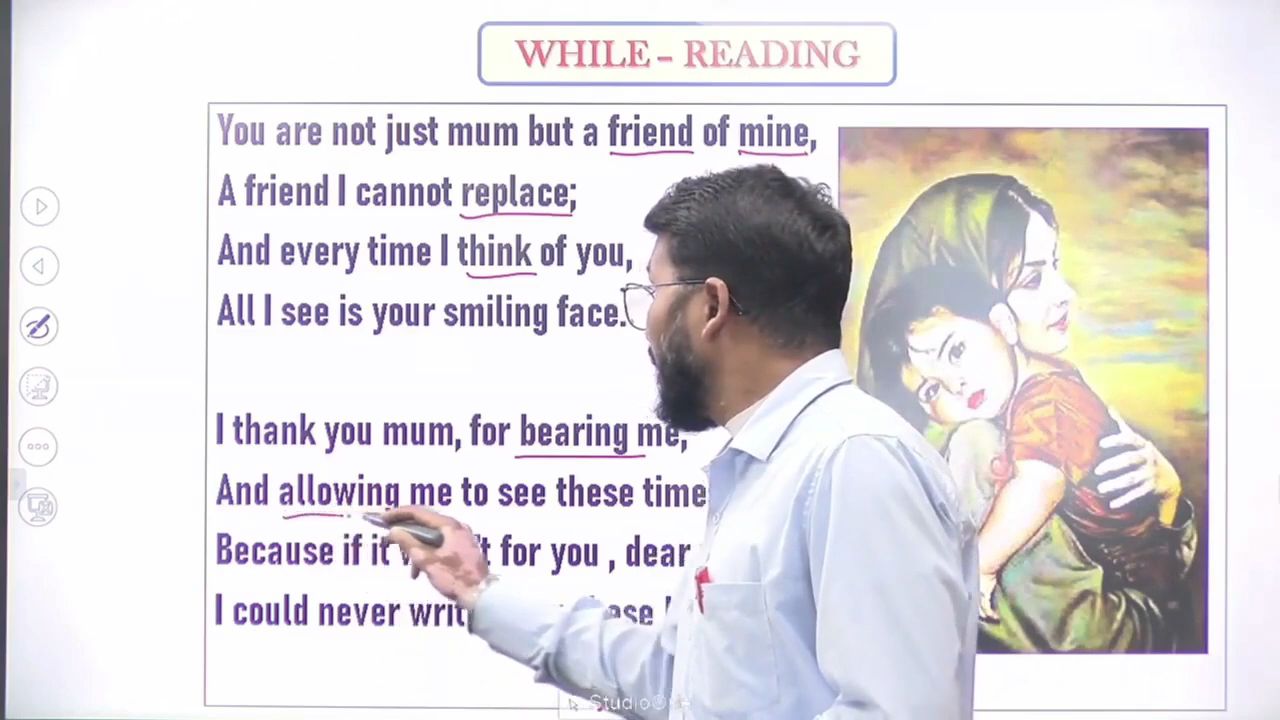 WHILE – READING
You are not just mum but a friend of mine,
A friend I cannot replace;
And every time I think of you,
All I see is your smiling face.
I thank you mum, for bearing me,
And allowing me to see these time
Because if it for you , dear
I could never
StudioOne